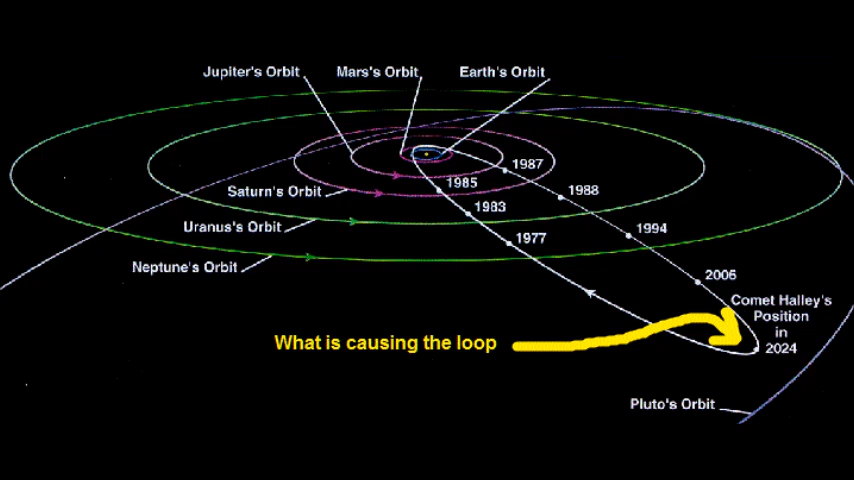 Jupiter's Orbit
Mars's Orbit
Earth's Orbit
1987
1985
Saturn's Orbit
1988
1983
Uranus's Orbit
1994
1977
Neptune's Orbit
2005
Comet Halley's
Position
in
2024
What is causing the loop
Pluto's Orbit